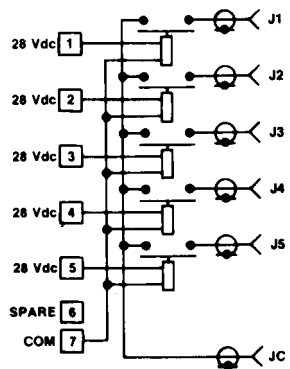 J1
28 Vdc 1
J2
28 Vdc 2
J3
28 Vdc 3
J4
28 Vdc 4
J5
28 Vdc 5
SPARE 6
COM 7
JC